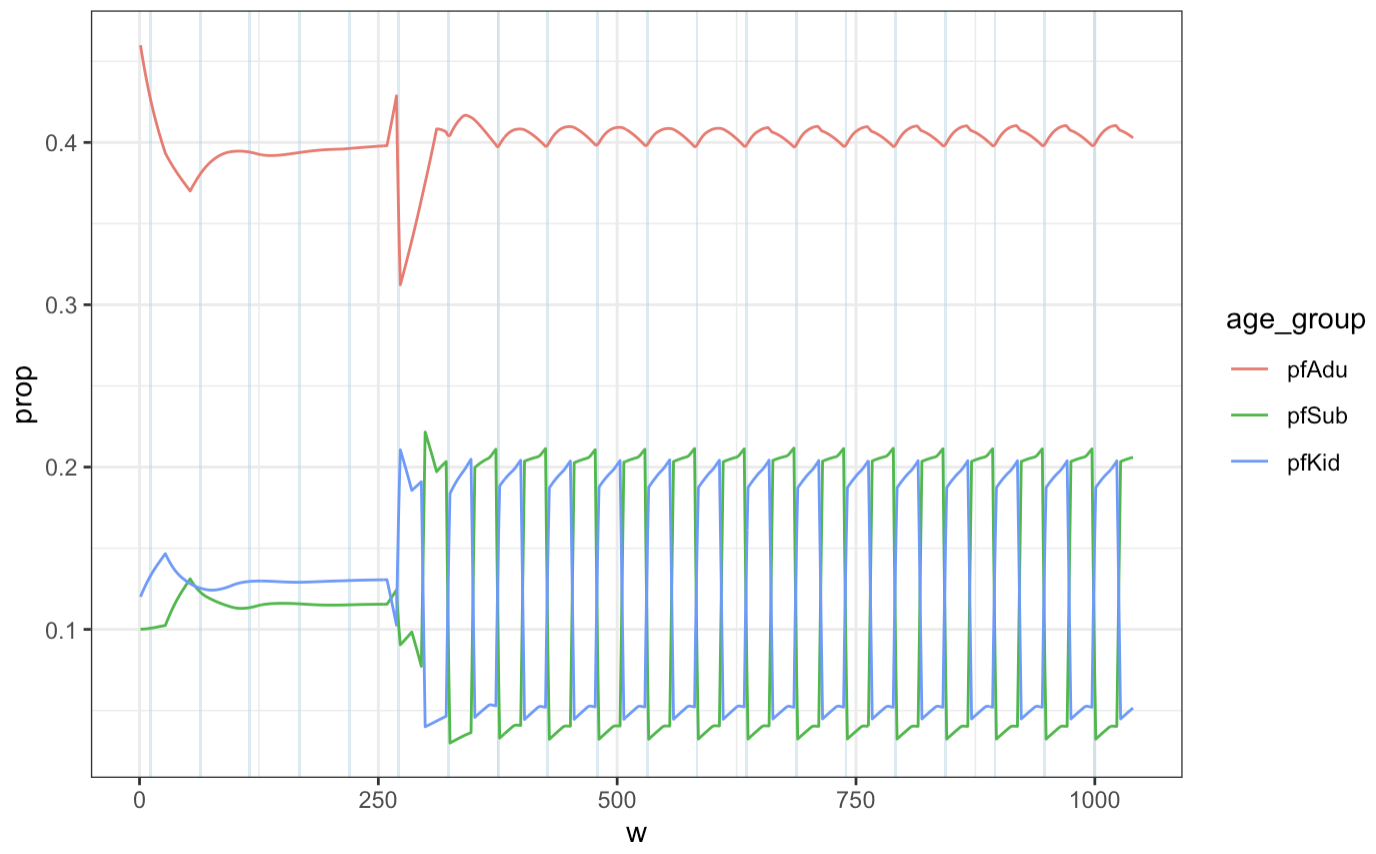 prop
0.4
0.3
0.2
0.1
0 250 500 750 1000
w
age_group
pfAdu
pfSub
pfKid